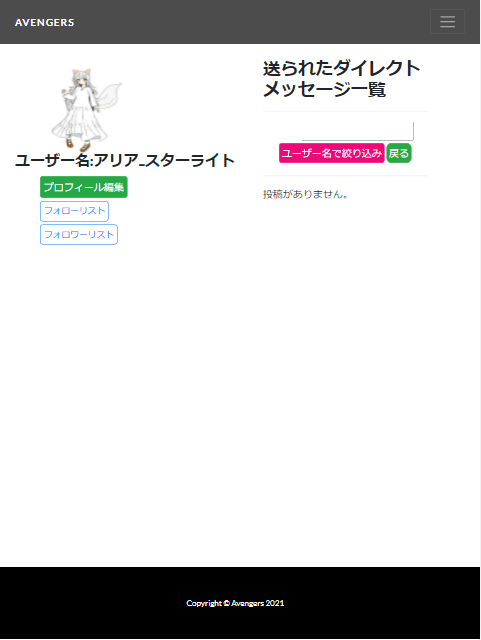 AVENGERS
ユーザー名:アリア_スターライト
プロフィール編集
フォローリスト
フォロワーリスト
送られたダイレクト
メッセージ一覧
ユーザー名で絞り込み 戻る
投稿がありません。
Copyright © Avengers 2021